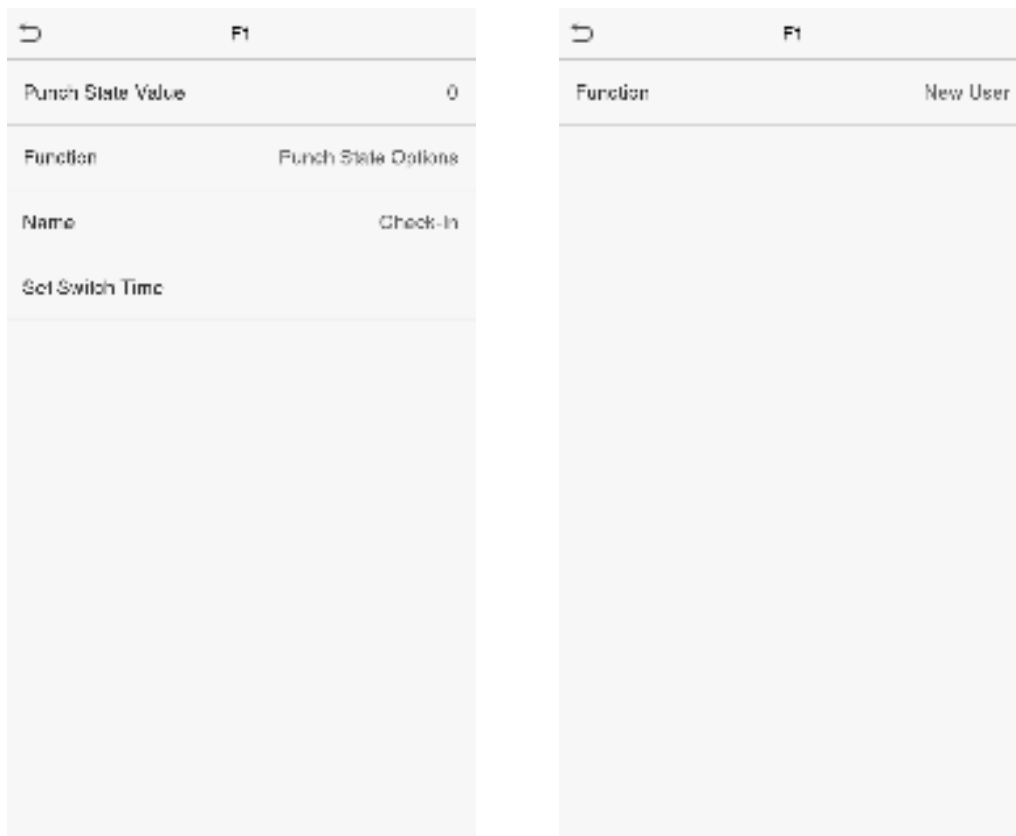 F1
Punch State Value 0
Function Punch State Options
Name Check-In
Set Switch Time
F1
Function New User